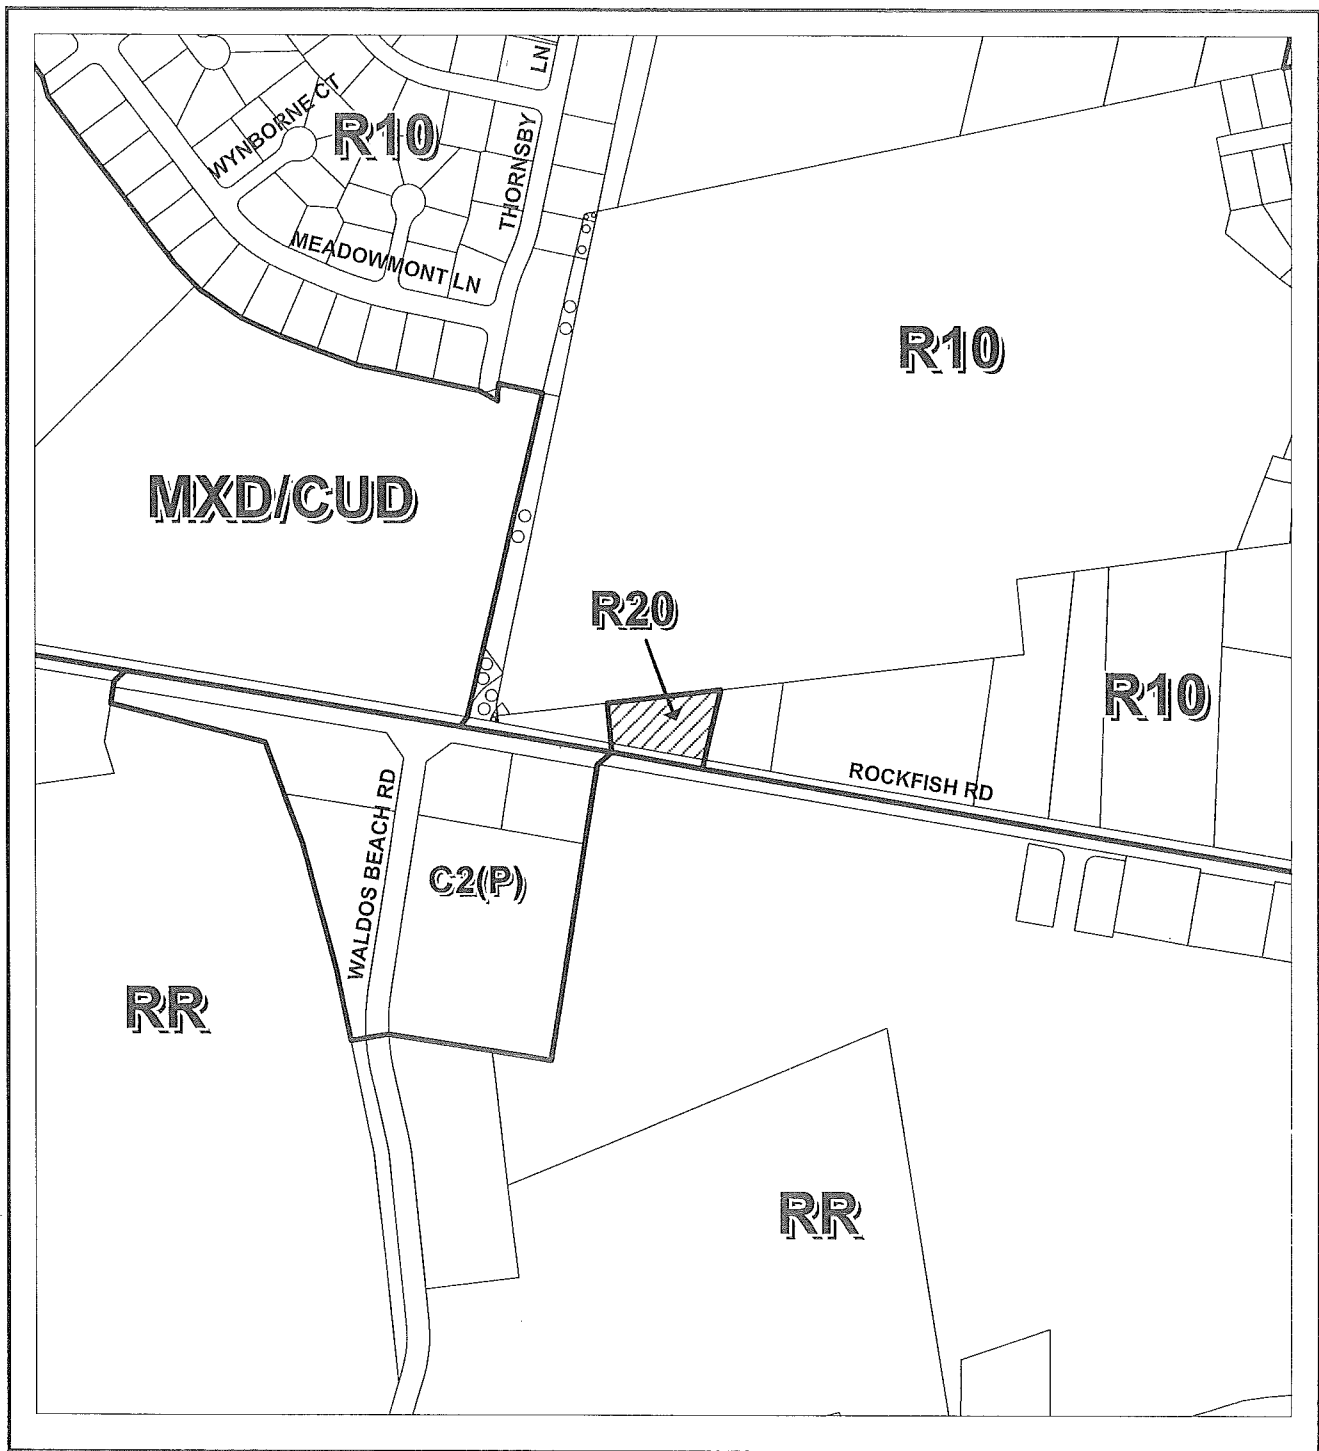 LN
WYNBORNE CT
R10
THORNSBY
MEADOWMONT LN
R10
MXD/CUD
R20
R10
ROCKFISH RD
WALDOS BEACH RD
C2(P)
RR
RR